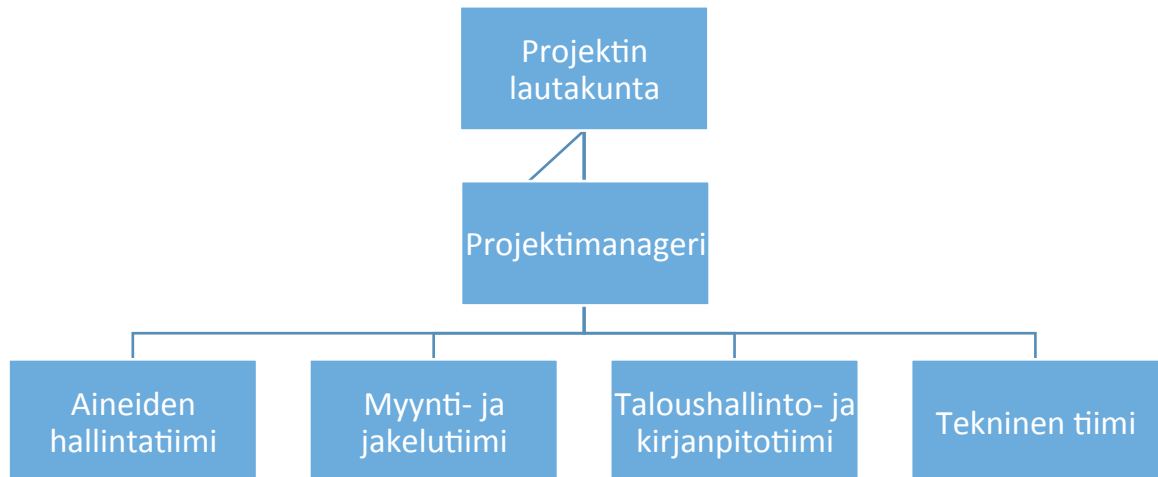 Projektin
lautakunta
Projektimanageri
Aineiden
hallintatiimi
Myynti- ja
jakelutiimi
Taloushallinto- ja
kirjanpitotiimi
Tekninen tiimi